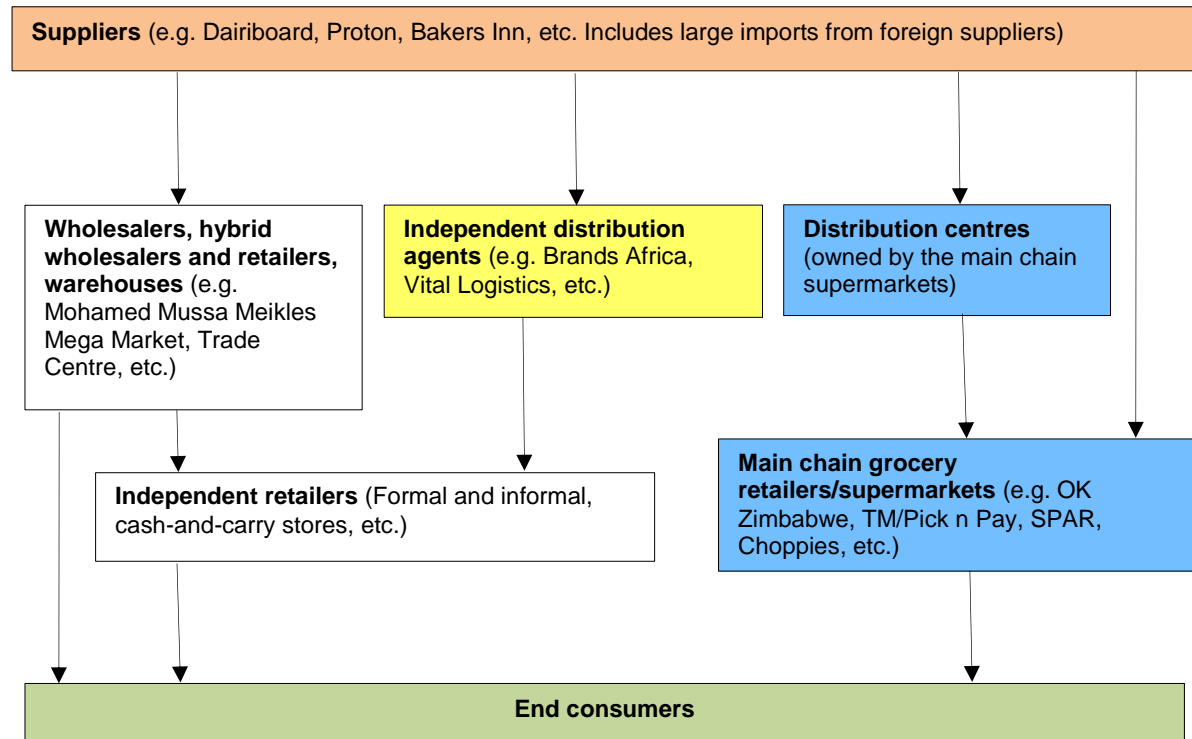 Suppliers (e.g. Dairiboard, Proton, Bakers Inn, etc. Includes large imports from foreign suppliers)
Wholesalers, hybrid
wholesalers and retailers,
warehouses (e.g.
Mohamed Mussa Meikles
Mega Market, Trade
Centre, etc.)
Independent distribution
agents (e.g. Brands Africa,
Vital Logistics, etc.)
Distribution centres
(owned by the main chain
supermarkets)
Independent retailers (Formal and informal,
cash-and-carry stores, etc.)
Main chain grocery
retailers/supermarkets (e.g. OK
Zimbabwe, TM/Pick n Pay, SPAR,
Choppies, etc.)
End consumers